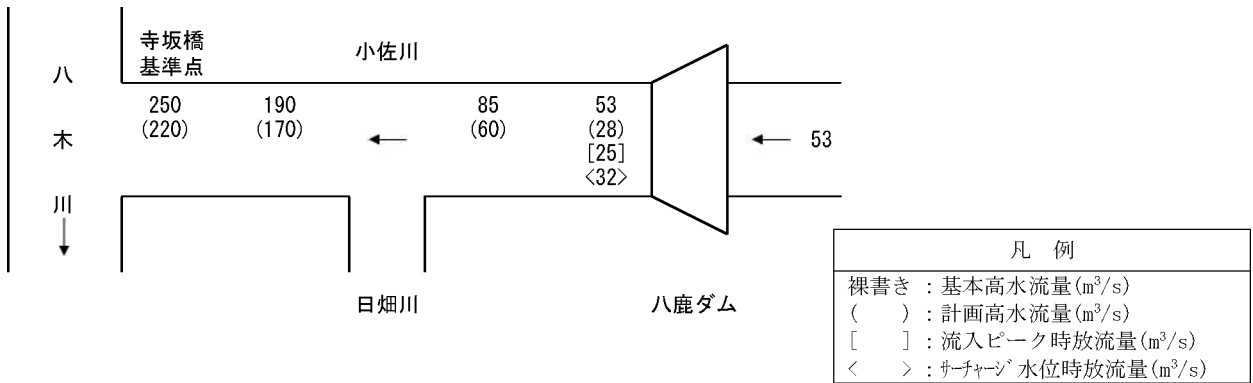 寺坂橋
基準点
小佐川
八木川
250
(220)
190
(170)
85
(60)
53
(28)
[25]
<32>
53
日畑川
八鹿ダム
凡 例
裸書き : 基本高水流量(m³/s)
( ) : 計画高水流量(m³/s)
[ ] : 流入ピーク時放流量(m³/s)
< > : サーチャージ水位時放流量(m³/s)